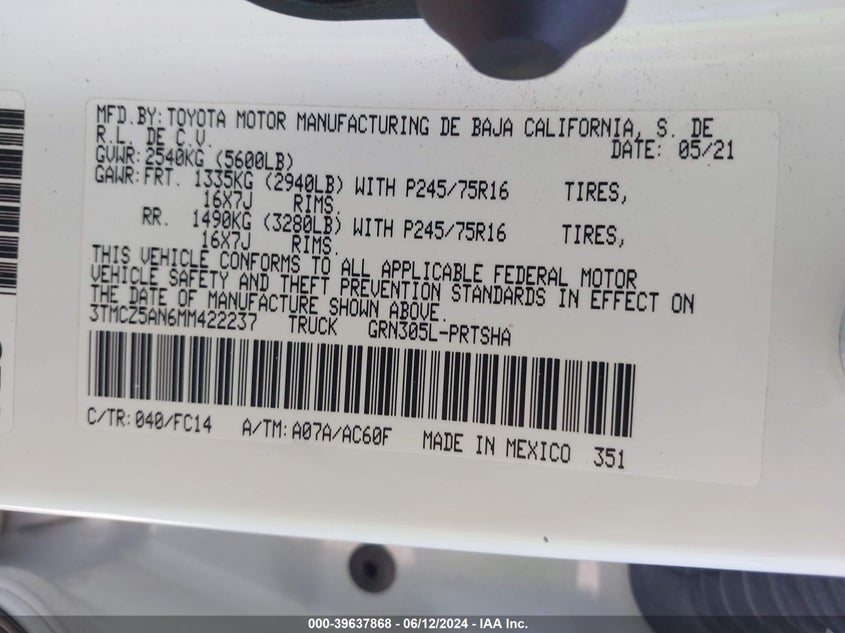 MFD.BY:TOYOTA MOTOR MANUFACTURING DE BAJA CALIFORNIA, S. DE
R.L. DE C.V. DATE: 05/21
GVWR:2540KG (5600LB)
GAWR:FRT. 1335KG (2940LB) WITH P245/75R16 TIRES,
16X7J RIMS.
RR. 1490KG (3280LB) WITH P245/75R16 TIRES,
16X7J RIMS.
THIS VEHICLE CONFORMS TO ALL APPLICABLE FEDERAL MOTOR
VEHICLE SAFETY AND THEFT PREVENTION STANDARDS IN EFFECT ON
THE DATE OF MANUFACTURE SHOWN ABOVE.
3TMCZ5AN6MM422237 TRUCK GRN305L-PRTSHA
C/TR:040/FC14 A/TM:A07A/AC60F MADE IN MEXICO 351
000-39637868 - 06/12/2024 - IAA Inc.